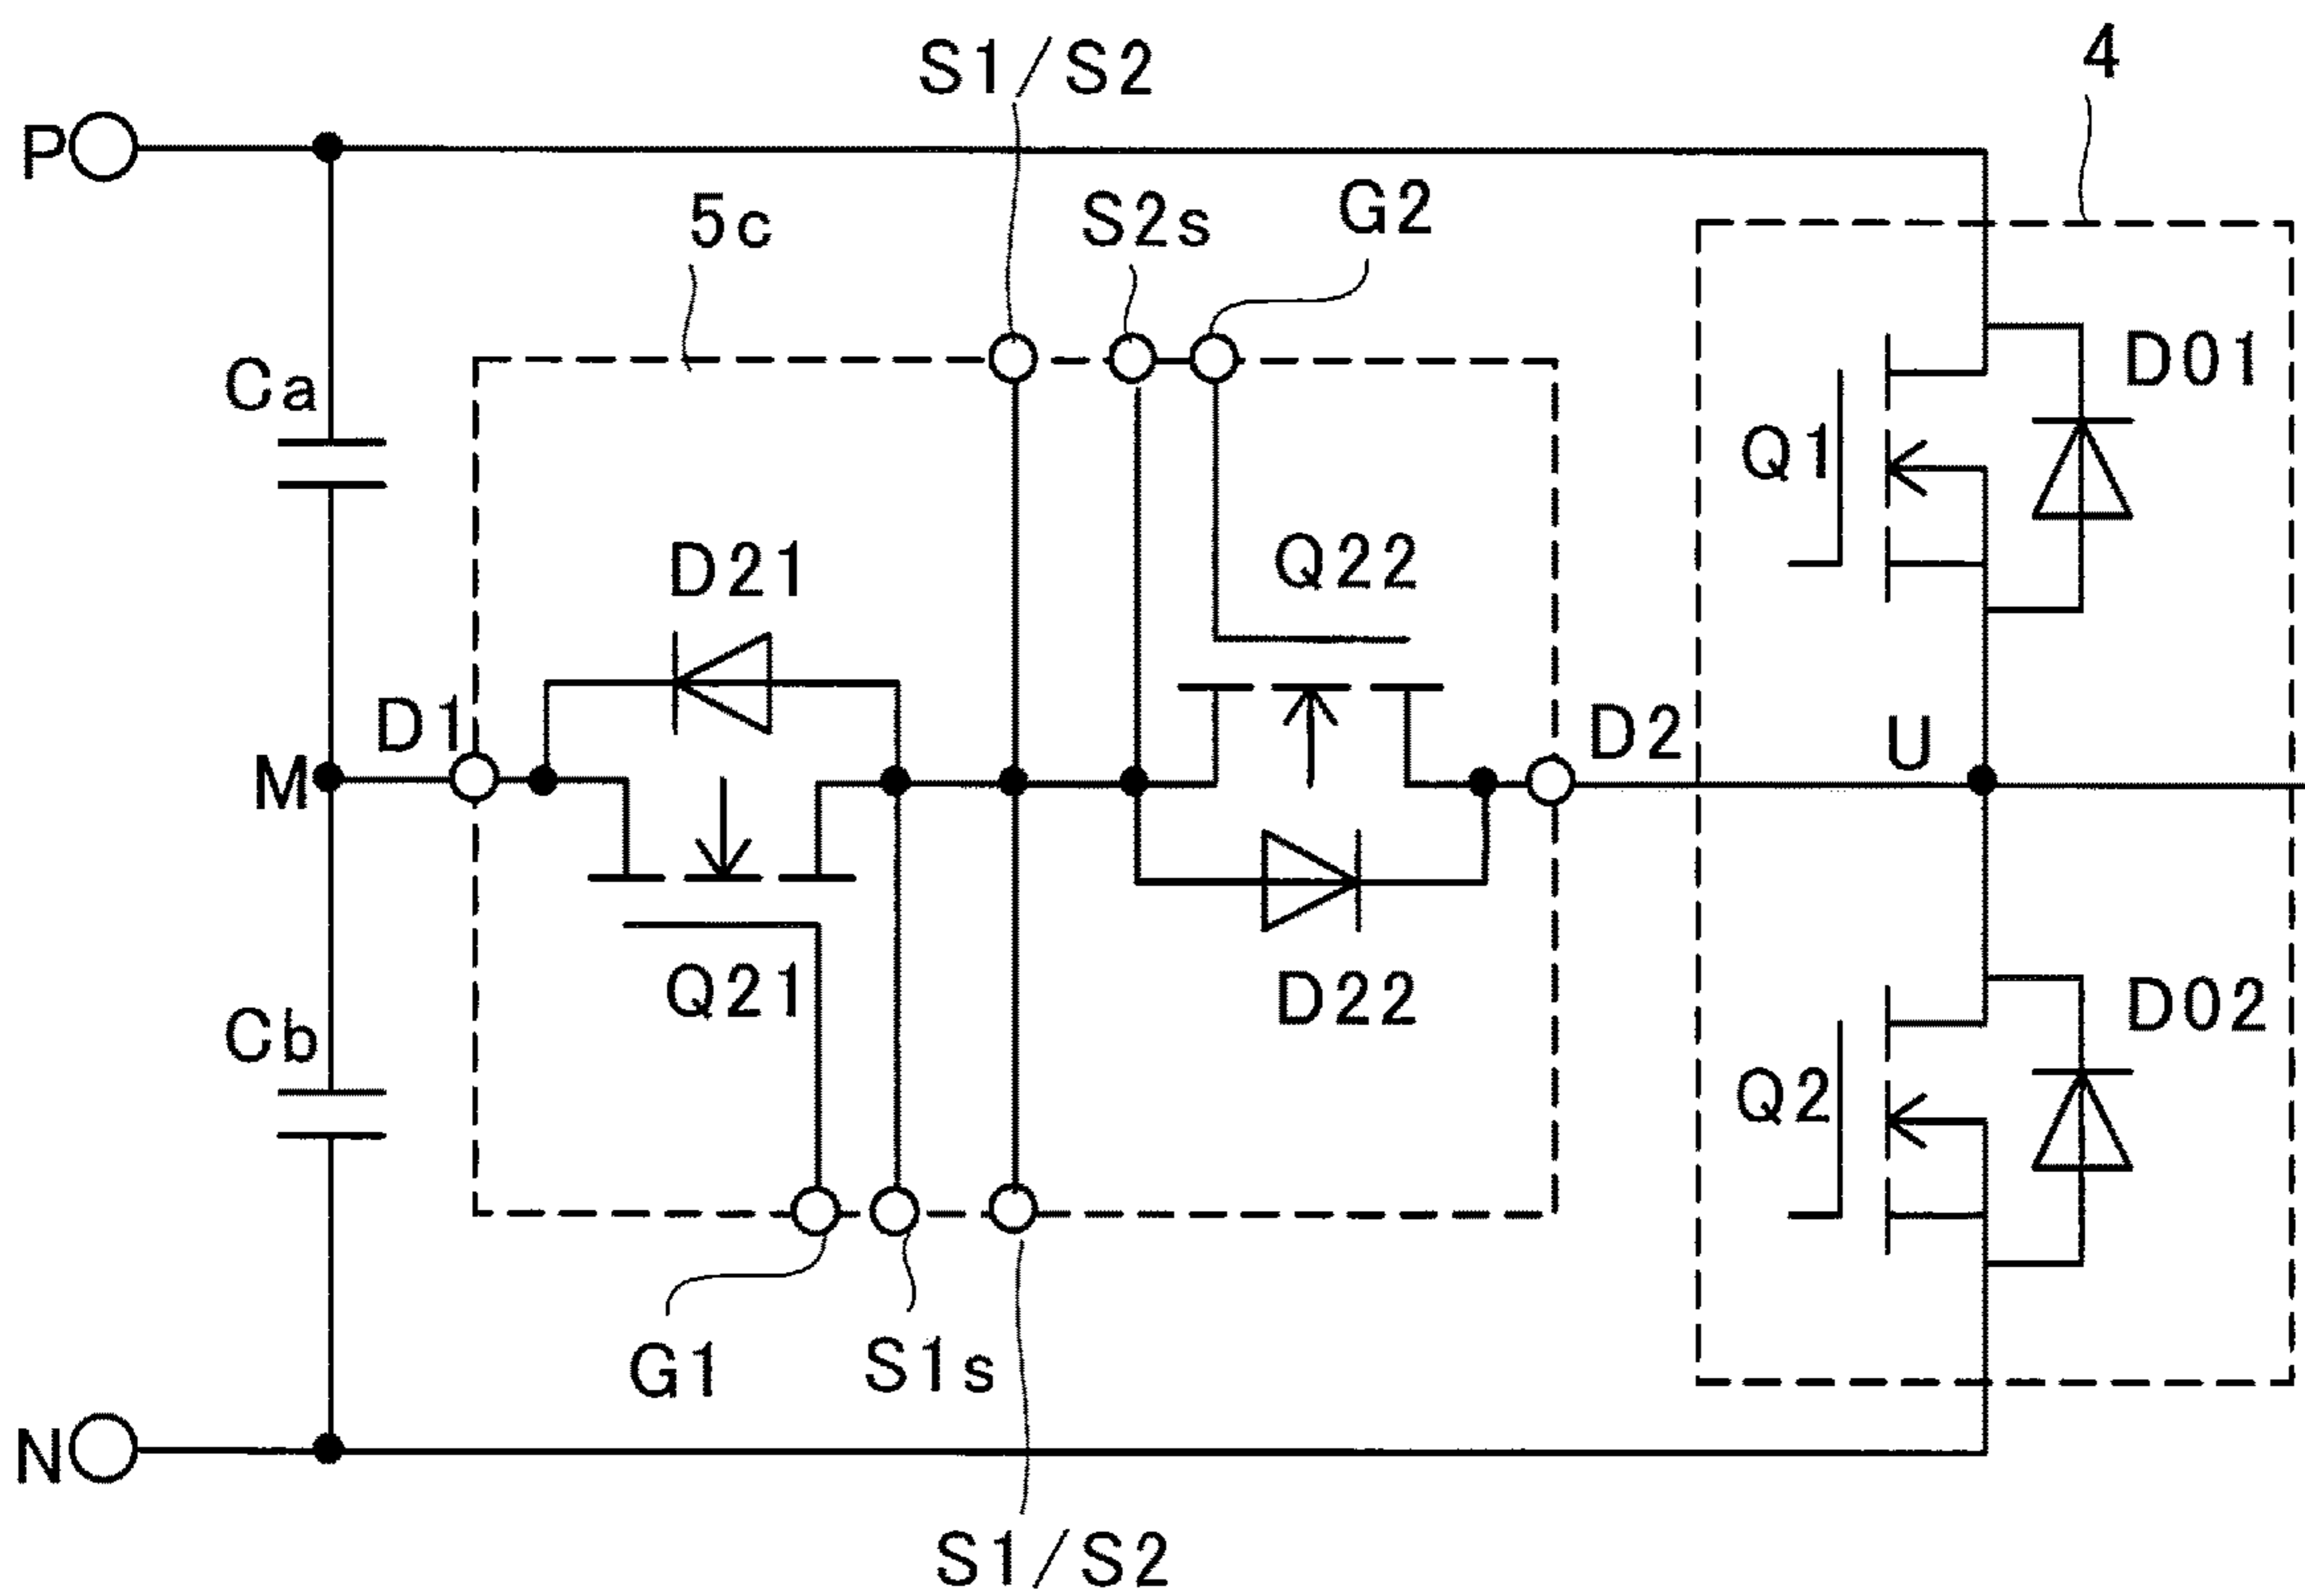 S1/S2
4
P
5c
S2s
G2
Ca
D01
Q1
D21
Q22
D1
D2
U
M
Q21
D22
Cb
D02
Q2
G1
S1s
N
S1/S2